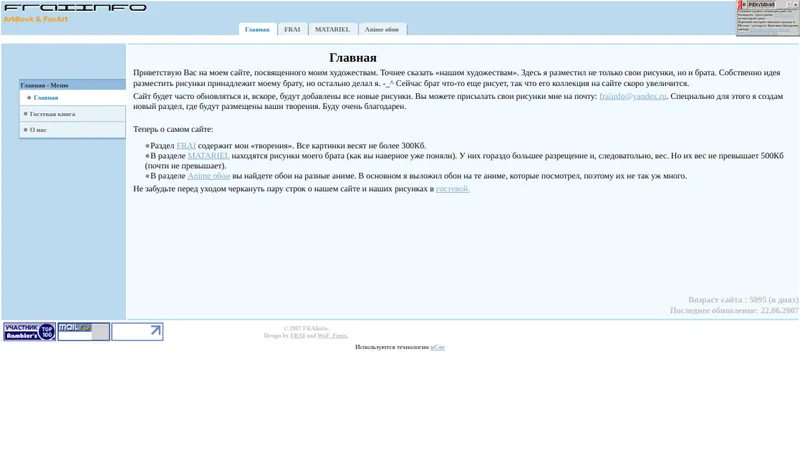 FRAIINFO
ArtBook & FanArt
Главная
FRAI
MATARIEL
Anime обои
РЕКЛАМА
Главная - Меню
Главная
Гостевая книга
О нас
Главная
Приветствую Вас на моем сайте, посвященного моим художествам. Точнее сказать «нашим художествам». Здесь я разместил не только свои рисунки, но и брата. Собственно идея
разместить рисунки принадлежит моему брату, но остально делал я. -_^ Сейчас брат что-то еще рисует, так что его коллекция на сайте скоро увеличится.
Сайт будет часто обновляться и, вскоре, будут добавлены все новые рисунки. Вы можете присылать свои рисунки мне на почту: fraiinfo@yandex.ru. Специально для этого я создам
новый раздел, где будут размещены ваши творения. Буду очень благодарен.
Теперь о самом сайте:
Раздел FRAI содержит мои «творения». Все картинки весят не более 300Кб.
В разделе MATARIEL находятся рисунки моего брата (как вы наверное уже поняли). У них гораздо большее разрещение и, следовательно, вес. Но их вес не превышает 500Кб
(почти не превышает).
В разделе Anime обои вы найдете обои на разные аниме. В основном я выложил обои на те аниме, которые посмотрел, поэтому их не так уж много.
Не забудьте перед уходом черкануть пару строк о нашем сайте и наших рисунках в гостевой.
Возраст сайта : 5095 (в днях)
Последнее обновление: 22.06.2007
УЧАСТНИК
Rambler's
TOP 100
mail.ru
© 2007 FRAIinfo.
Design by FRAI and WaF_Fenix.
Используются технологии uCoz